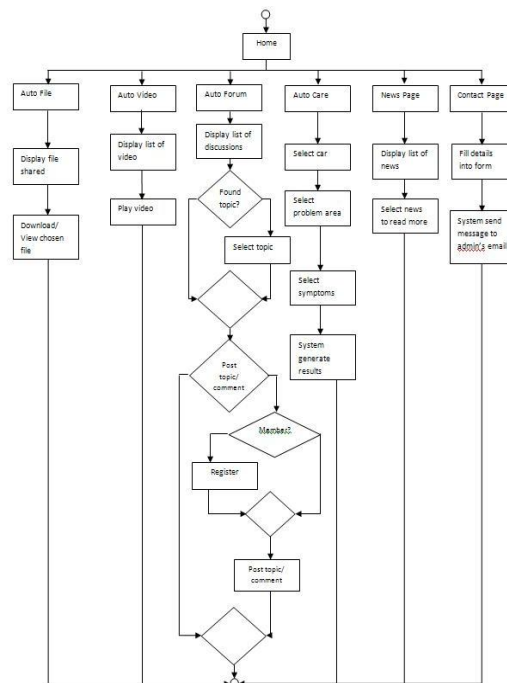 Home
Auto File
Auto Video
Auto Forum
Auto Care
News Page
Contact Page
Display file
shared
Download/
View chosen
file
Display list of
video
Play video
Display list of
discussions
Found
topic?
Select topic
Post
topic/
comment
Member?
Register
Post topic/
comment
Select car
Select
problem area
Select
symptoms
System
generate
results
Display list of
news
Select news
to read more
Fill details
into form
System send
message to
admin's email